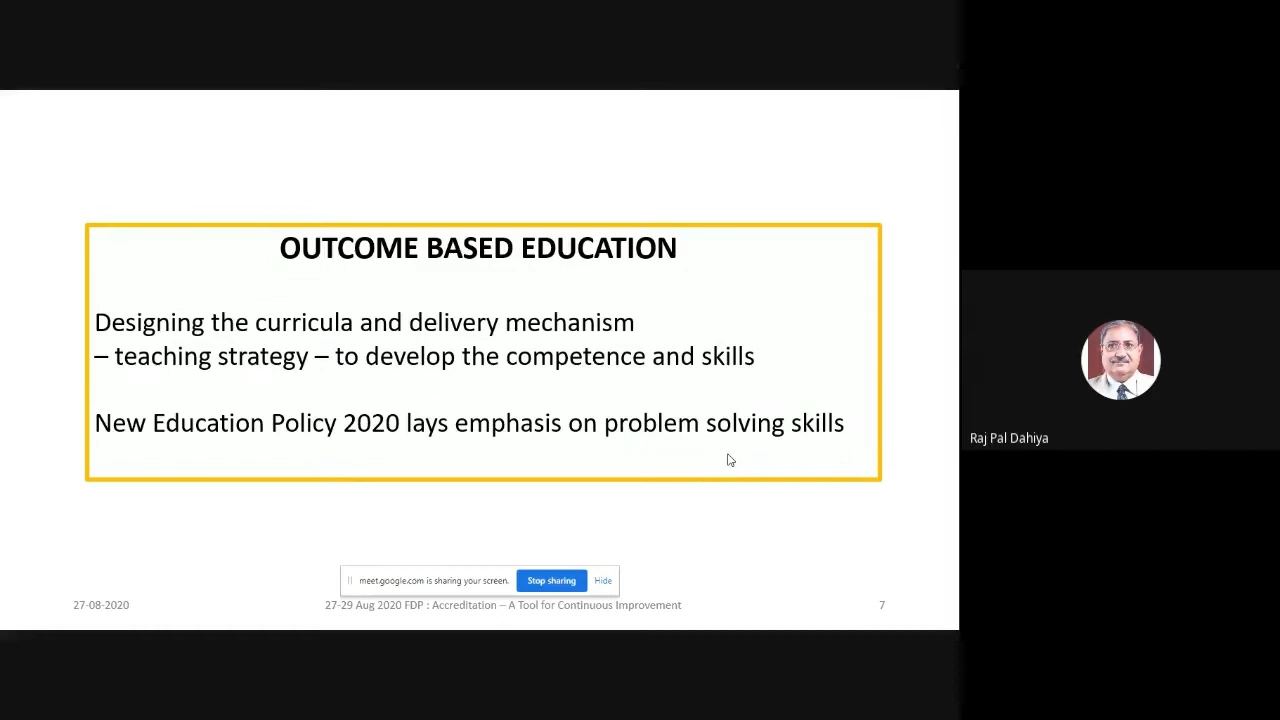 OUTCOME BASED EDUCATION
Designing the curricula and delivery mechanism
– teaching strategy – to develop the competence and skills
New Education Policy 2020 lays emphasis on problem solving skills
Raj Pal Dahiya
meet.google.com is sharing your screen. Stop sharing Hide
27-08-2020 27-29 Aug 2020 FDP : Accreditation – A Tool for Continuous Improvement 7